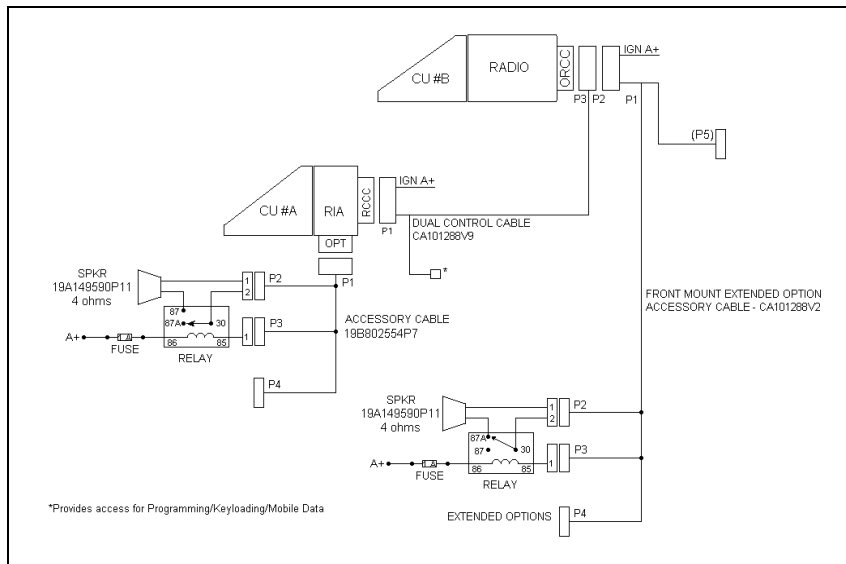 CU #B
RADIO
ORCC
P3
P2
IGN A+
P1
(P5)
CU #A
RIA
RCCC
IGN A+
P1
OPT
DUAL CONTROL CABLE
CA101288V9
*
P1
SPKR
19A149590P11
4 ohms
1
2
P2
87
87A
30
A+
FUSE
86
85
1
P3
RELAY
ACCESSORY CABLE
19B802554P7
P4
FRONT MOUNT EXTENDED OPTION
ACCESSORY CABLE - CA101288V2
SPKR
19A149590P11
4 ohms
1
2
P2
87A
87
30
A+
FUSE
86
85
1
P3
RELAY
*Provides access for Programming/Keyloading/Mobile Data
EXTENDED OPTIONS
P4